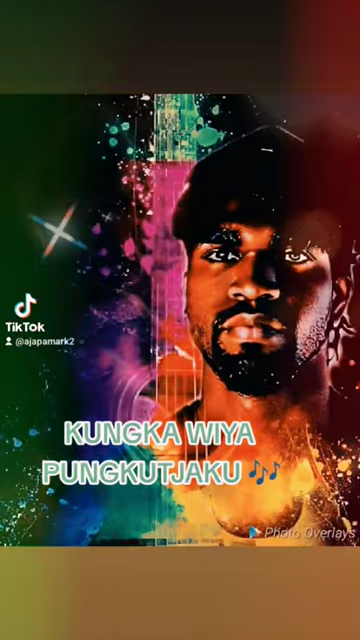 TikTok
@ajapamark2
KUNGKA WIYA
PUNGKUTJAKU 🎶
Photo Overlays